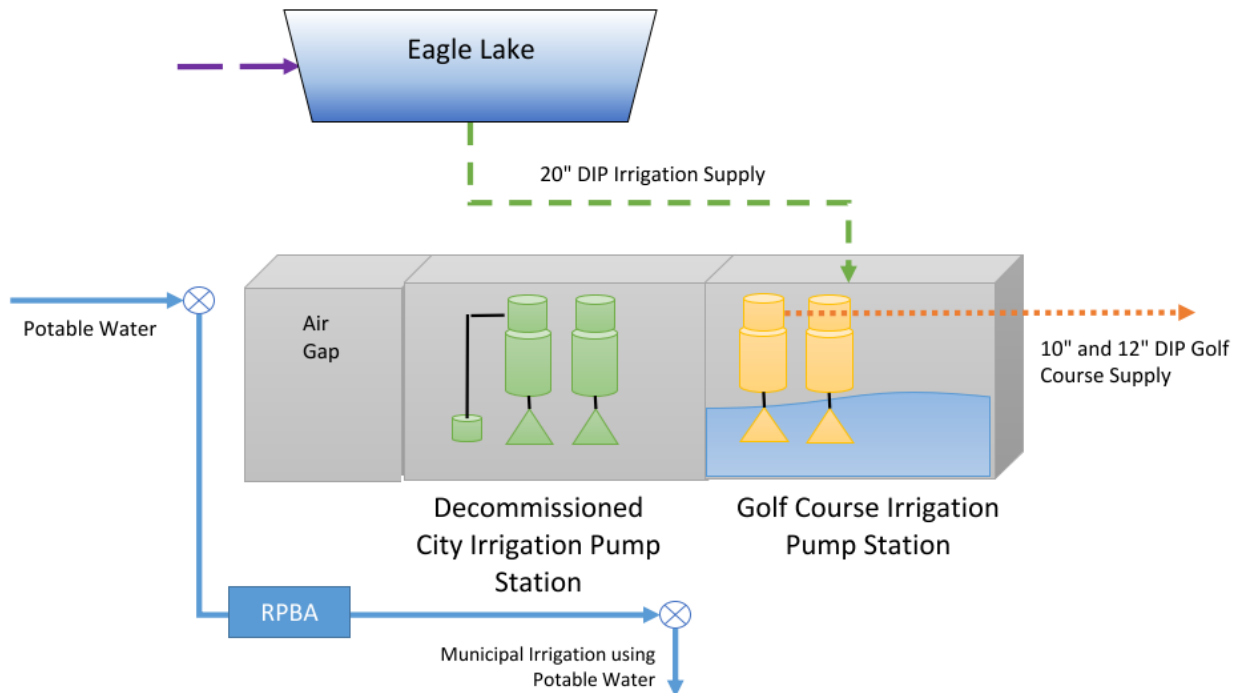 Eagle Lake
20" DIP Irrigation Supply
Potable Water
Air
Gap
10" and 12" DIP Golf
Course Supply
Decommissioned
City Irrigation Pump
Station
Golf Course Irrigation
Pump Station
RPBA
Municipal Irrigation using
Potable Water